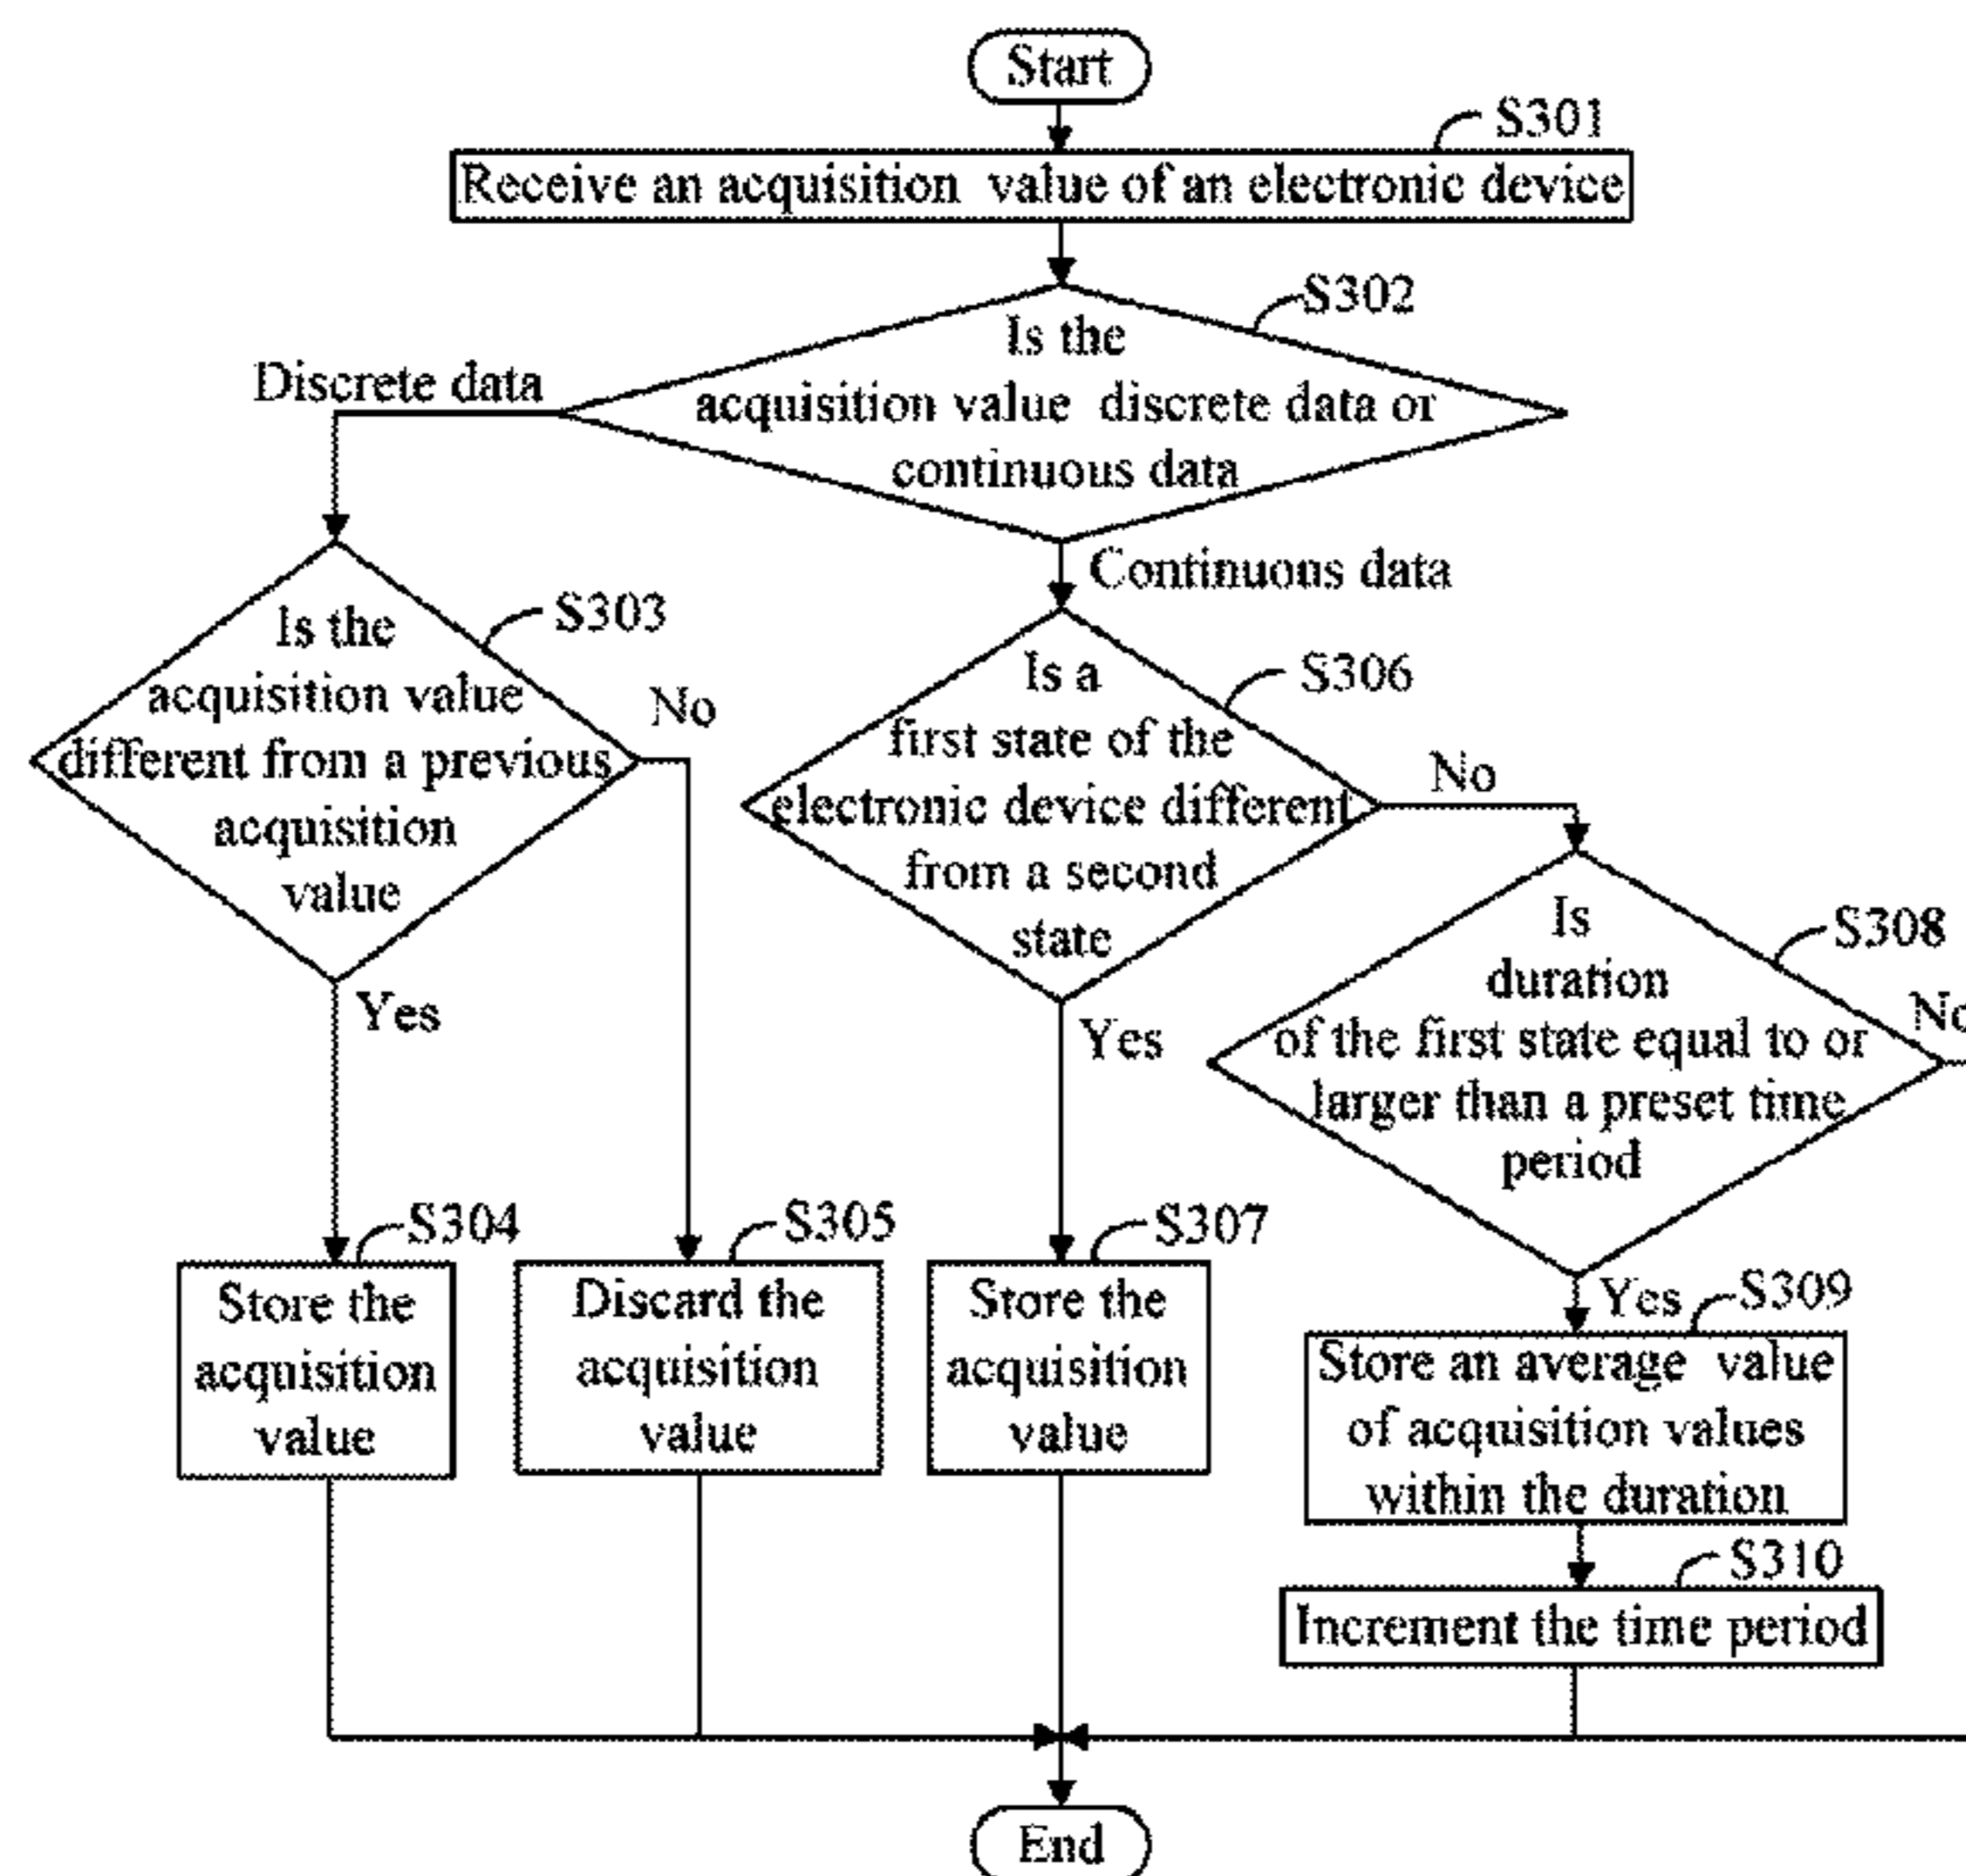 Start
S301
Receive an acquisition value of an electronic device
S302
Is the
acquisition value discrete data or
continuous data
Discrete data
Continuous data
S303
Is the
acquisition value
different from a previous
acquisition
value
No
Yes
S306
Is a
first state of the
electronic device different
from a second
state
No
Yes
S308
Is
duration
of the first state equal to or
larger than a preset time
period
No
Yes
S304
Store the
acquisition
value
S305
Discard the
acquisition
value
S307
Store the
acquisition
value
S309
Store an average value
of acquisition values
within the duration
S310
Increment the time period
End